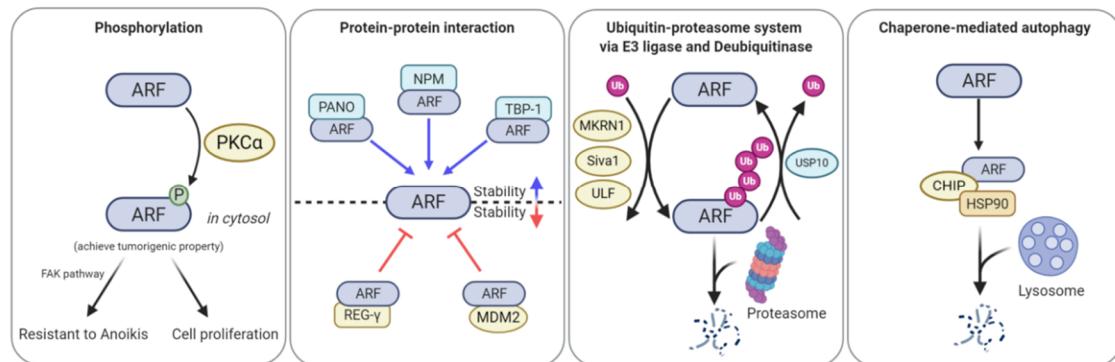 Phosphorylation
ARF
PKCα
P
ARF
in cytosol
(achieve tumorigenic property)
FAK pathway
Resistant to Anoikis
Cell proliferation
Protein-protein interaction
NPM
ARF
PANO
ARF
TBP-1
ARF
ARF
Stability
Stability
ARF
REG-γ
ARF
MDM2
Ubiquitin-proteasome system
via E3 ligase and Deubiquitinase
Ub
ARF
Ub
MKRN1
Siva1
ULF
Ub
Ub
Ub
Ub
USP10
ARF
Proteasome
Chaperone-mediated autophagy
ARF
ARF
CHIP
HSP90
Lysosome